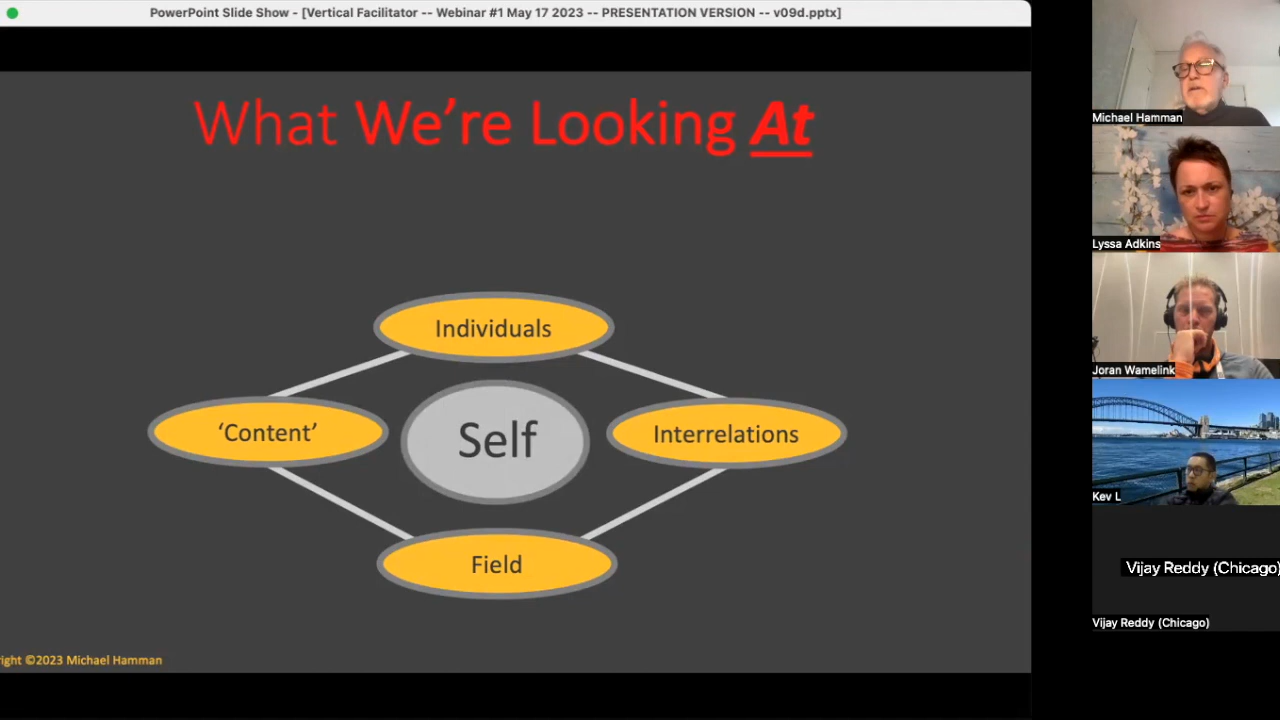 PowerPoint Slide Show - [Vertical Facilitator -- Webinar #1 May 17 2023 -- PRESENTATION VERSION -- v09d.pptx]
What We're Looking At
Individuals
'Content'
Self
Interrelations
Field
©2023 Michael Hamman
Michael Hamman
Lyssa Adkins
Joran Wamelink
Kev L
Vijay Reddy (Chicago)
Vijay Reddy (Chicago)